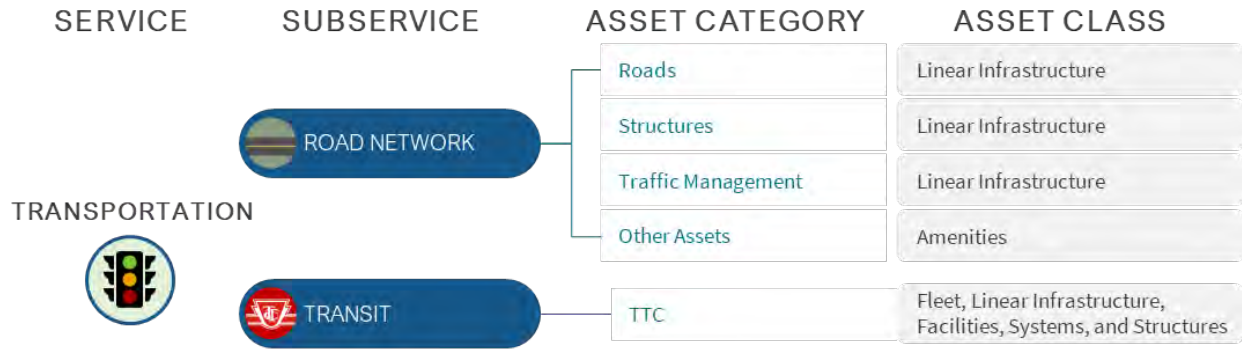 SERVICE SUBSERVICE ASSET CATEGORY ASSET CLASS
Roads Linear Infrastructure
Structures Linear Infrastructure
ROAD NETWORK
Traffic Management Linear Infrastructure
TRANSPORTATION
Other Assets Amenities
TRANSIT
TTC
Fleet, Linear Infrastructure,
Facilities, Systems, and Structures